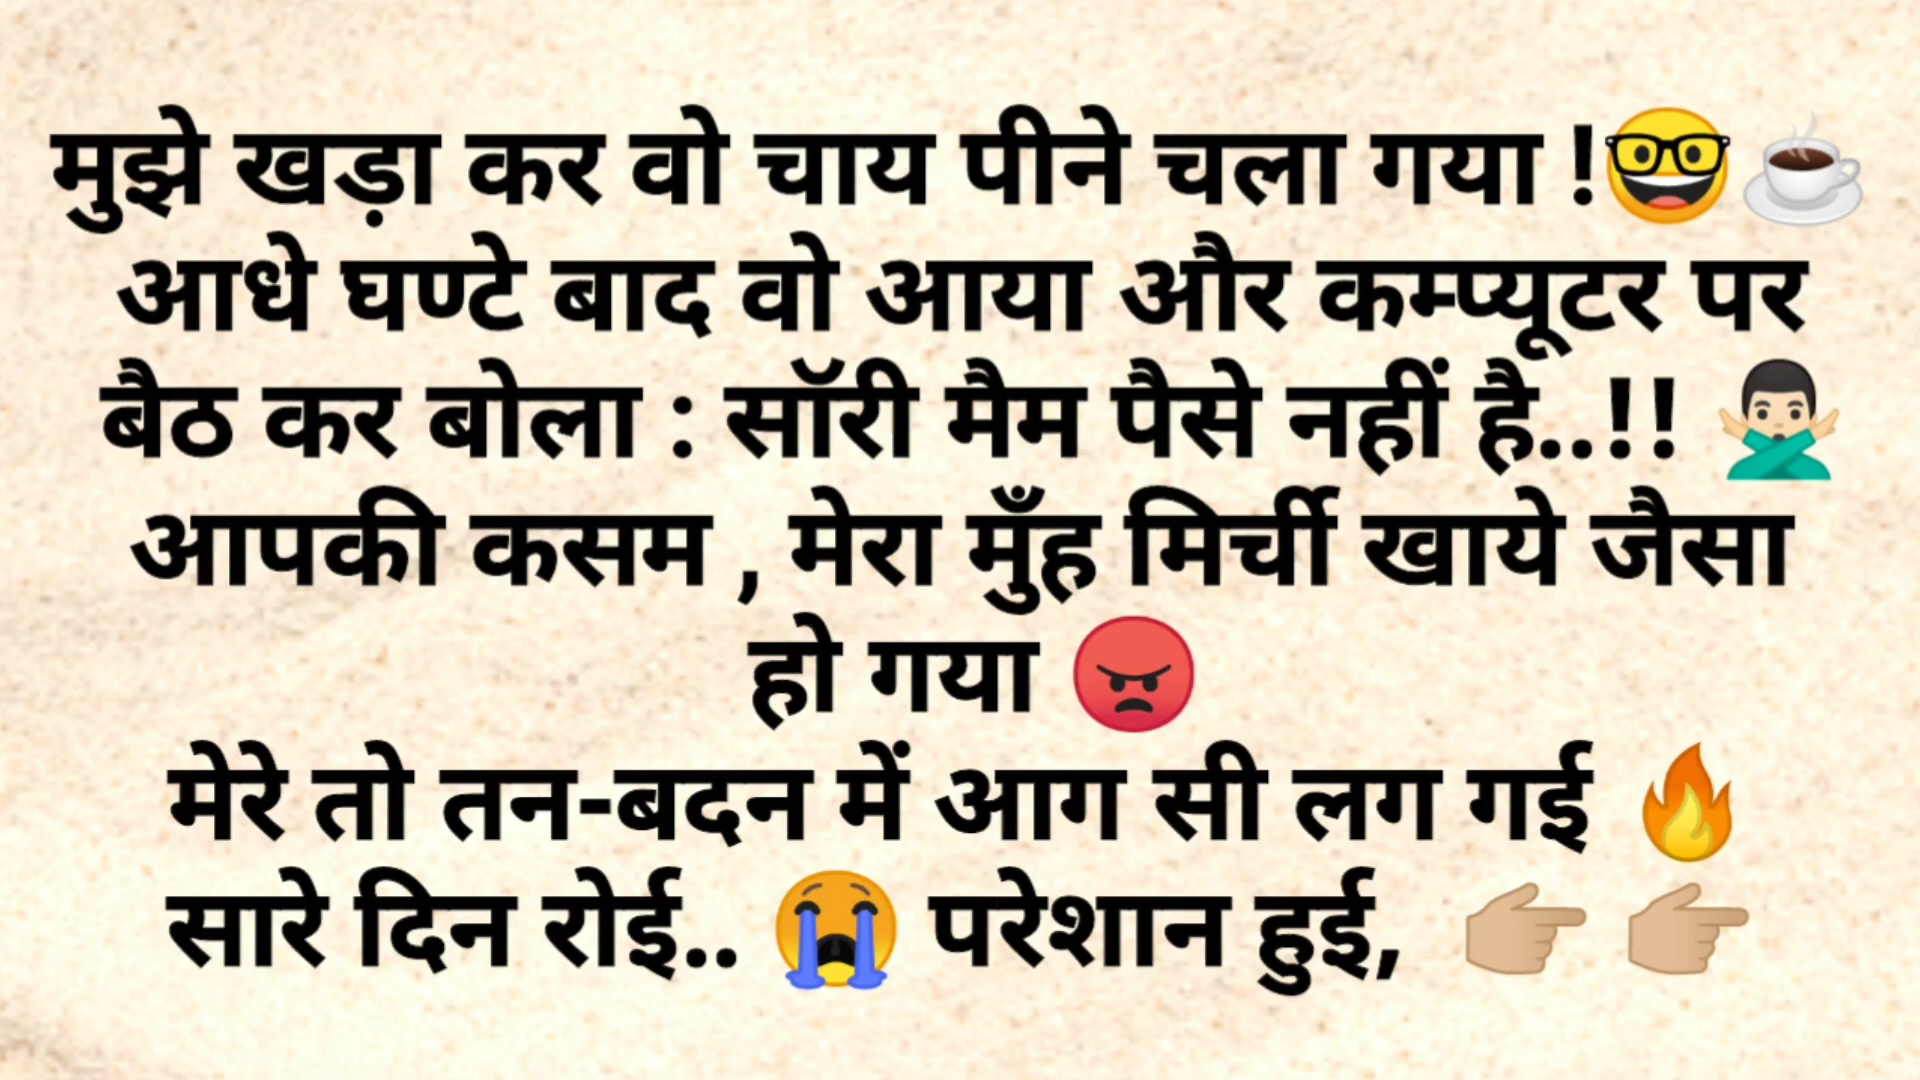 मुझे खड़ा कर वो चाय पीने चला गया !🤓☕
आधे घण्टे बाद वो आया और कम्प्यूटर पर
बैठ कर बोला : सॉरी मैम पैसे नहीं है..!! 🙅🏻‍♂️
आपकी कसम , मेरा मुँह मिर्ची खाये जैसा
हो गया 😡
मेरे तो तन-बदन में आग सी लग गई 🔥
सारे दिन रोई.. 😭 परेशान हुई, 👉🏼 👉🏼